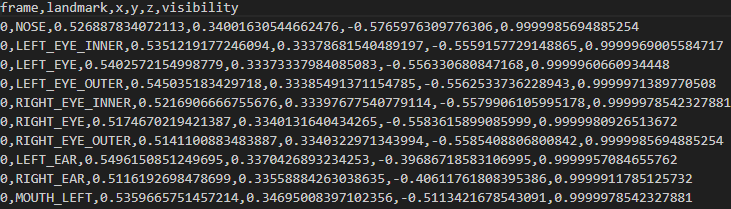 frame,landmark,x,y,z,visibility
0,NOSE,0.526887834072113,0.34001630544662476,-0.5765976309776306,0.9999985694885254
0,LEFT_EYE_INNER,0.5351219177246094,0.33378681540489197,-0.5559157729148865,0.9999969005584717
0,LEFT_EYE,0.5402572154998779,0.33373337984085083,-0.556330680847168,0.9999960660934448
0,LEFT_EYE_OUTER,0.545035183429718,0.33385491371154785,-0.5562533736228943,0.9999971389770508
0,RIGHT_EYE_INNER,0.5216906666755676,0.33397677540779114,-0.5579906105995178,0.9999978542327881
0,RIGHT_EYE,0.5174670219421387,0.3340131640434265,-0.5583615899085999,0.9999980926513672
0,RIGHT_EYE_OUTER,0.5141100883483887,0.3340322971343994,-0.5585408806800842,0.9999985694885254
0,LEFT_EAR,0.5496150851249695,0.3370426893234253,-0.39686718583106995,0.9999957084655762
0,RIGHT_EAR,0.5116192698478699,0.33558884263038635,-0.40611761808395386,0.9999911785125732
0,MOUTH_LEFT,0.5359665751457214,0.34695008397102356,-0.5113421678543091,0.9999978542327881